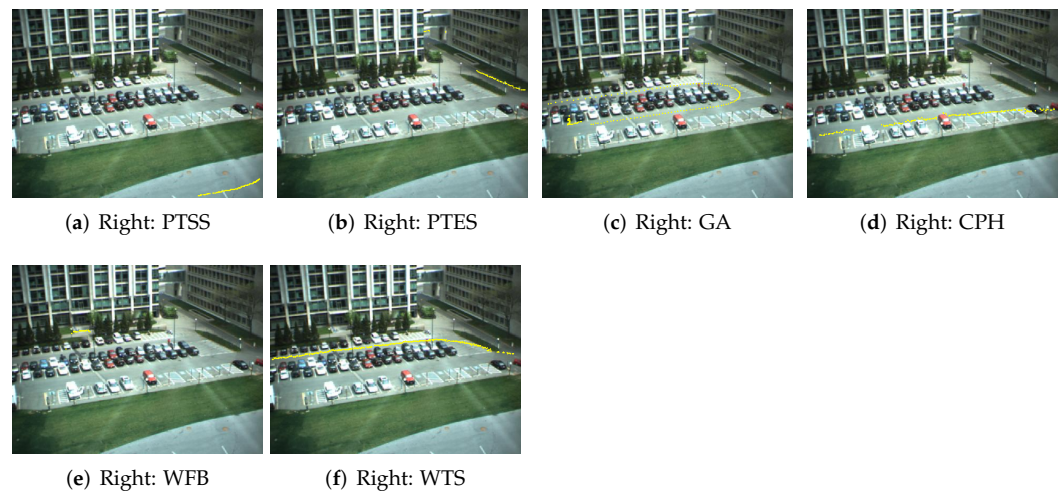 (a) Right: PTSS
(b) Right: PTES
(c) Right: GA
(d) Right: CPH
(e) Right: WFB
(f) Right: WTS